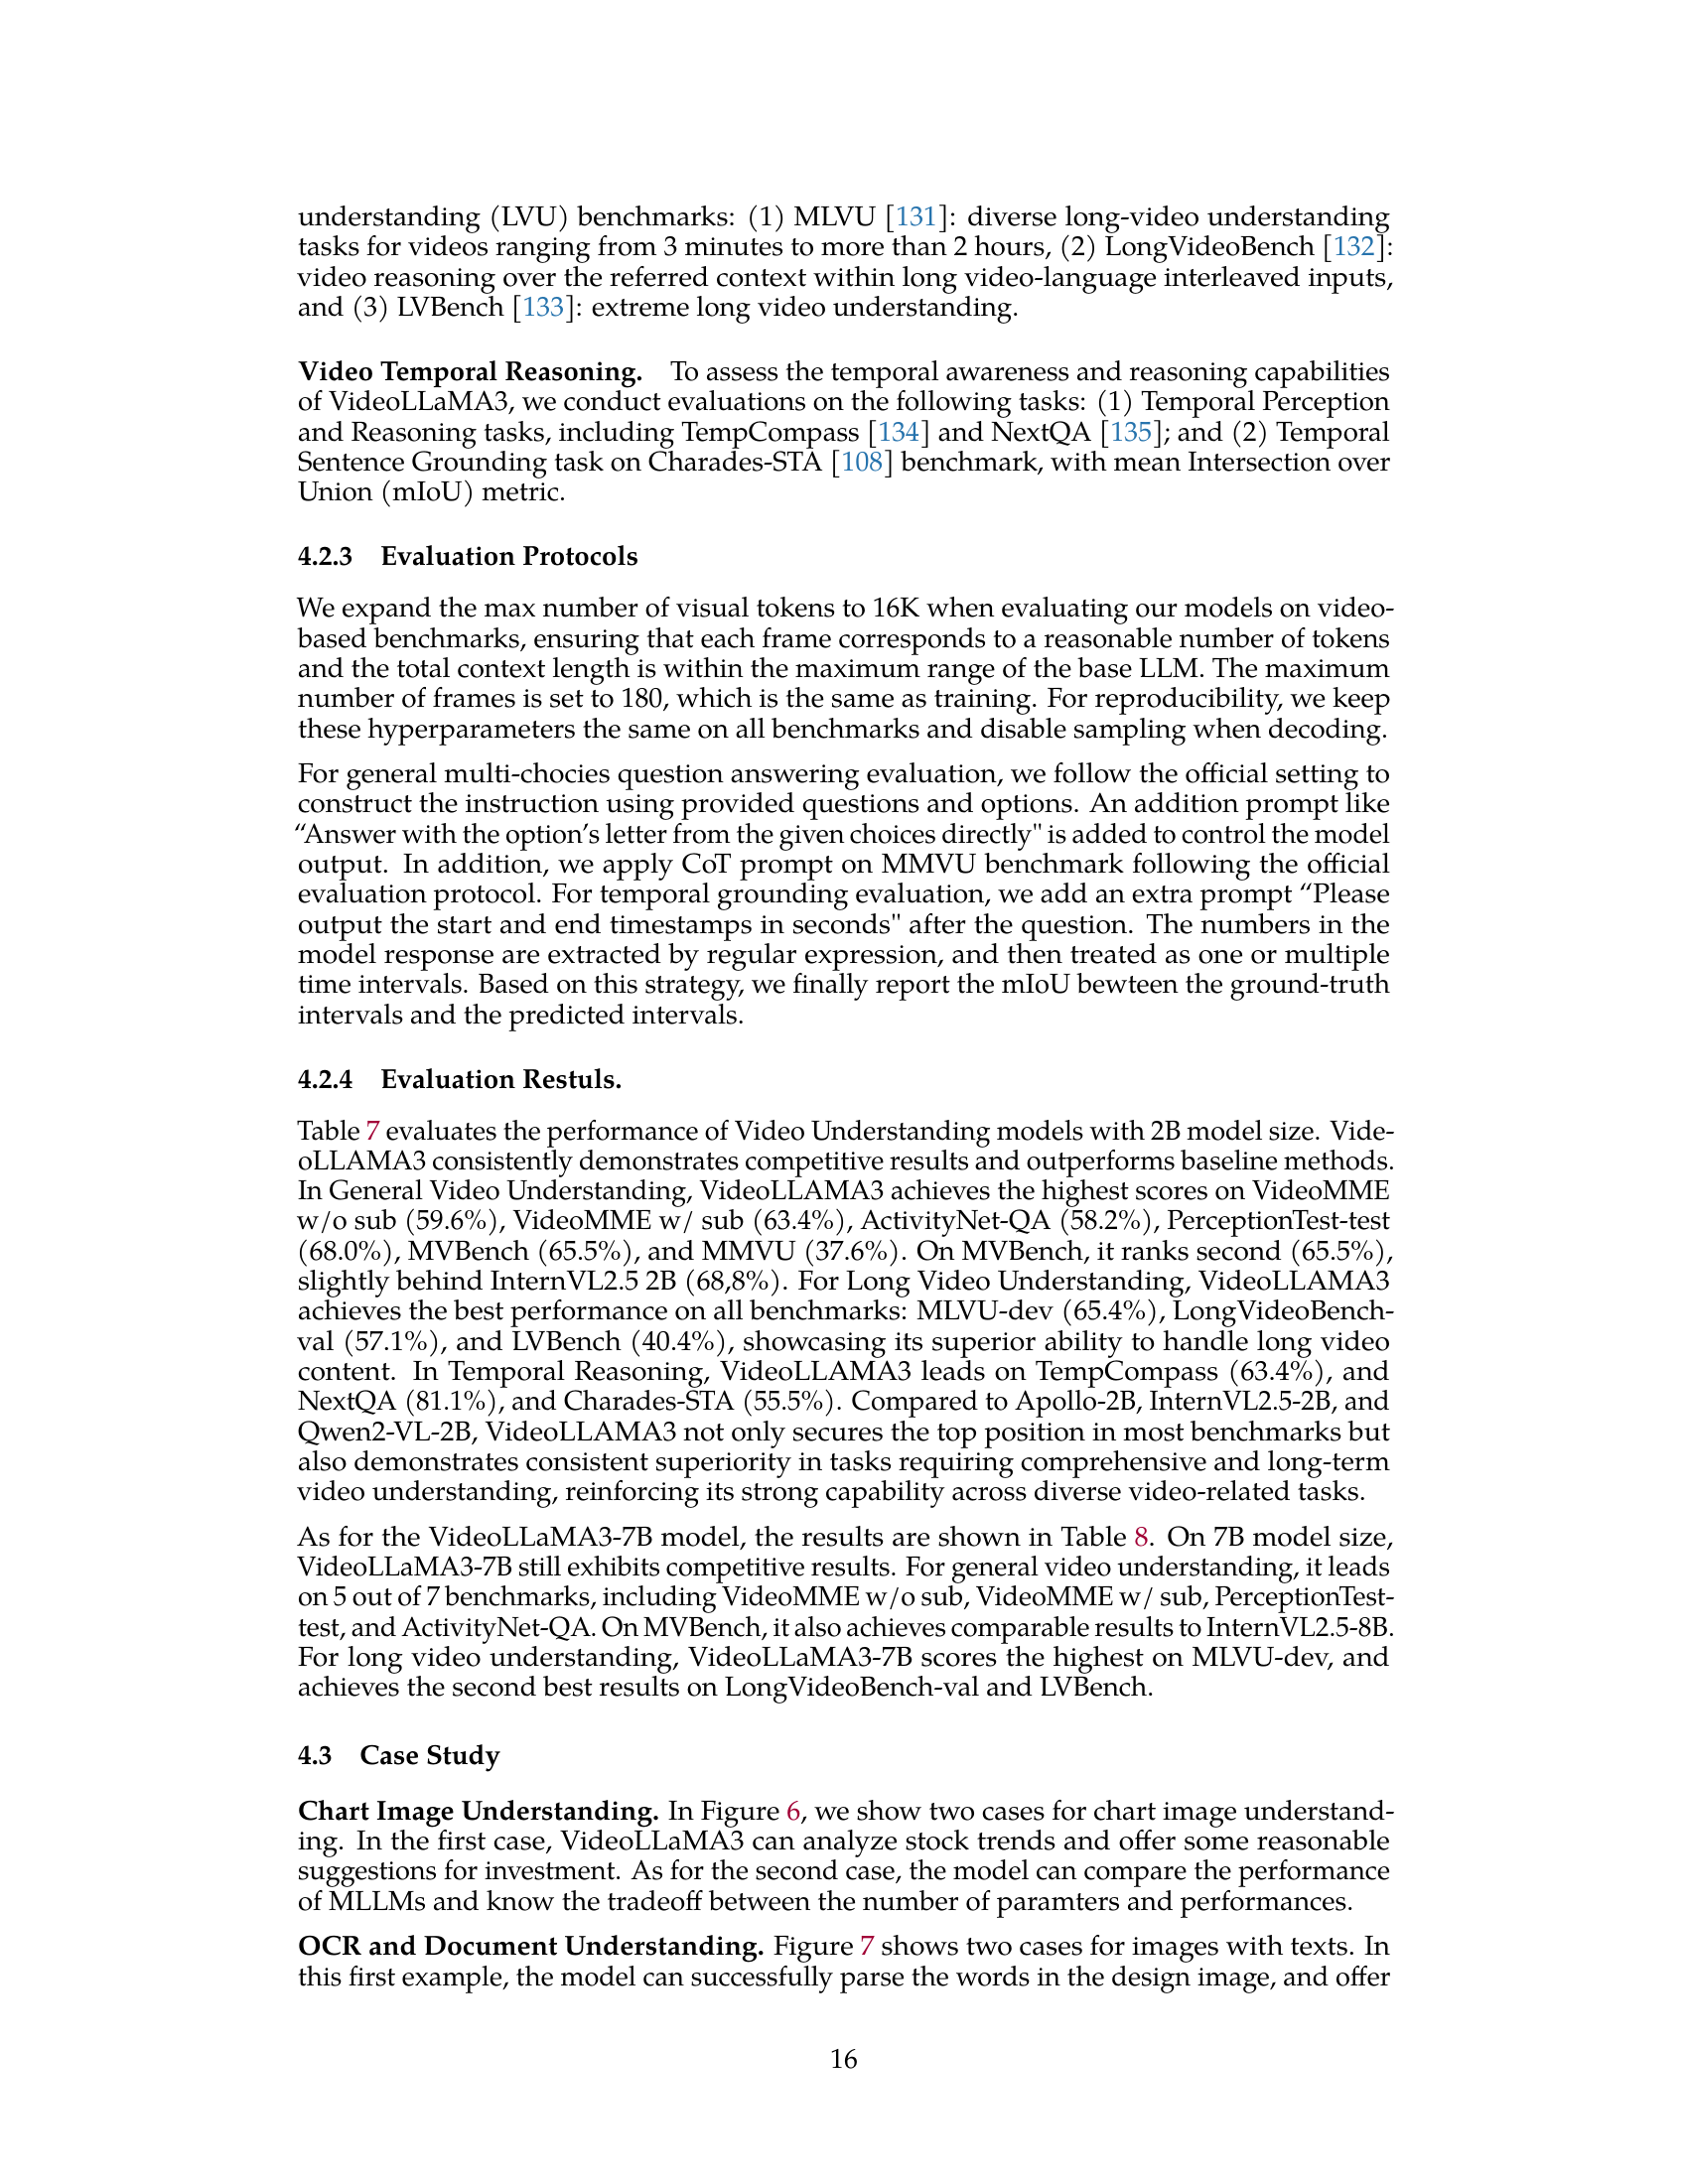 understanding (LVU) benchmarks: (1) MLVU [131]: diverse long-video understanding
tasks for videos ranging from 3 minutes to more than 2 hours, (2) LongVideoBench [132]:
video reasoning over the referred context within long video-language interleaved inputs,
and (3) LVBench [133]: extreme long video understanding.
Video Temporal Reasoning. To assess the temporal awareness and reasoning capabilities
of VideoLLaMA3, we conduct evaluations on the following tasks: (1) Temporal Perception
and Reasoning tasks, including TempCompass [134] and NextQA [135]; and (2) Temporal
Sentence Grounding task on Charades-STA [108] benchmark, with mean Intersection over
Union (mIoU) metric.
4.2.3 Evaluation Protocols
We expand the max number of visual tokens to 16K when evaluating our models on video-
based benchmarks, ensuring that each frame corresponds to a reasonable number of tokens
and the total context length is within the maximum range of the base LLM. The maximum
number of frames is set to 180, which is the same as training. For reproducibility, we keep
these hyperparameters the same on all benchmarks and disable sampling when decoding.
For general multi-chocies question answering evaluation, we follow the official setting to
construct the instruction using provided questions and options. An addition prompt like
“Answer with the option's letter from the given choices directly" is added to control the model
output. In addition, we apply CoT prompt on MMVU benchmark following the official
evaluation protocol. For temporal grounding evaluation, we add an extra prompt “Please
output the start and end timestamps in seconds" after the question. The numbers in the
model response are extracted by regular expression, and then treated as one or multiple
time intervals. Based on this strategy, we finally report the mIoU bewteen the ground-truth
intervals and the predicted intervals.
4.2.4 Evaluation Restuls.
Table 7 evaluates the performance of Video Understanding models with 2B model size. Vide-
oLLAMA3 consistently demonstrates competitive results and outperforms baseline methods.
In General Video Understanding, VideoLLAMA3 achieves the highest scores on VideoMME
w/o sub (59.6%), VideoMME w/ sub (63.4%), ActivityNet-QA (58.2%), PerceptionTest-test
(68.0%), MVBench (65.5%), and MMVU (37.6%). On MVBench, it ranks second (65.5%),
slightly behind InternVL2.5 2B (68,8%). For Long Video Understanding, VideoLLAMA3
achieves the best performance on all benchmarks: MLVU-dev (65.4%), LongVideoBench-
val (57.1%), and LVBench (40.4%), showcasing its superior ability to handle long video
content. In Temporal Reasoning, VideoLLAMA3 leads on TempCompass (63.4%), and
NextQA (81.1%), and Charades-STA (55.5%). Compared to Apollo-2B, InternVL2.5-2B, and
Qwen2-VL-2B, VideoLLAMA3 not only secures the top position in most benchmarks but
also demonstrates consistent superiority in tasks requiring comprehensive and long-term
video understanding, reinforcing its strong capability across diverse video-related tasks.
As for the VideoLLaMA3-7B model, the results are shown in Table 8. On 7B model size,
VideoLLaMA3-7B still exhibits competitive results. For general video understanding, it leads
on 5 out of 7 benchmarks, including VideoMME w/o sub, VideoMME w/ sub, PerceptionTest-
test, and ActivityNet-QA. On MVBench, it also achieves comparable results to InternVL2.5-8B.
For long video understanding, VideoLLaMA3-7B scores the highest on MLVU-dev, and
achieves the second best results on LongVideoBench-val and LVBench.
4.3 Case Study
Chart Image Understanding. In Figure 6, we show two cases for chart image understand-
ing. In the first case, VideoLLaMA3 can analyze stock trends and offer some reasonable
suggestions for investment. As for the second case, the model can compare the performance
of MLLMs and know the tradeoff between the number of paramters and performances.
OCR and Document Understanding. Figure 7 shows two cases for images with texts. In
this first example, the model can successfully parse the words in the design image, and offer
16